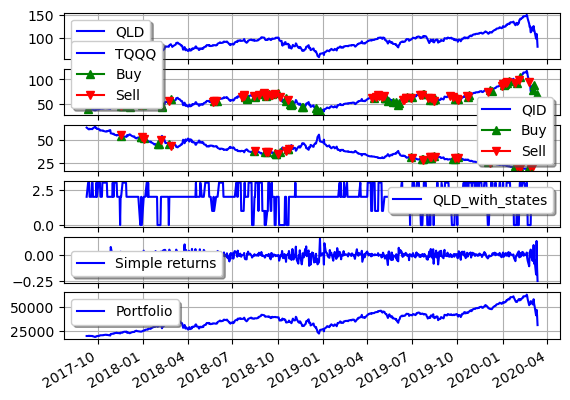 150
100
QLD
TQQQ
Buy
Sell
100
50
QID
Buy
Sell
50
25
2.5
0.0
QLD_with_states
0.00
−0.25
Simple returns
50000
25000
Portfolio
2017-10
2018-01
2018-04
2018-07
2018-10
2019-01
2019-04
2019-07
2019-10
2020-01
2020-04